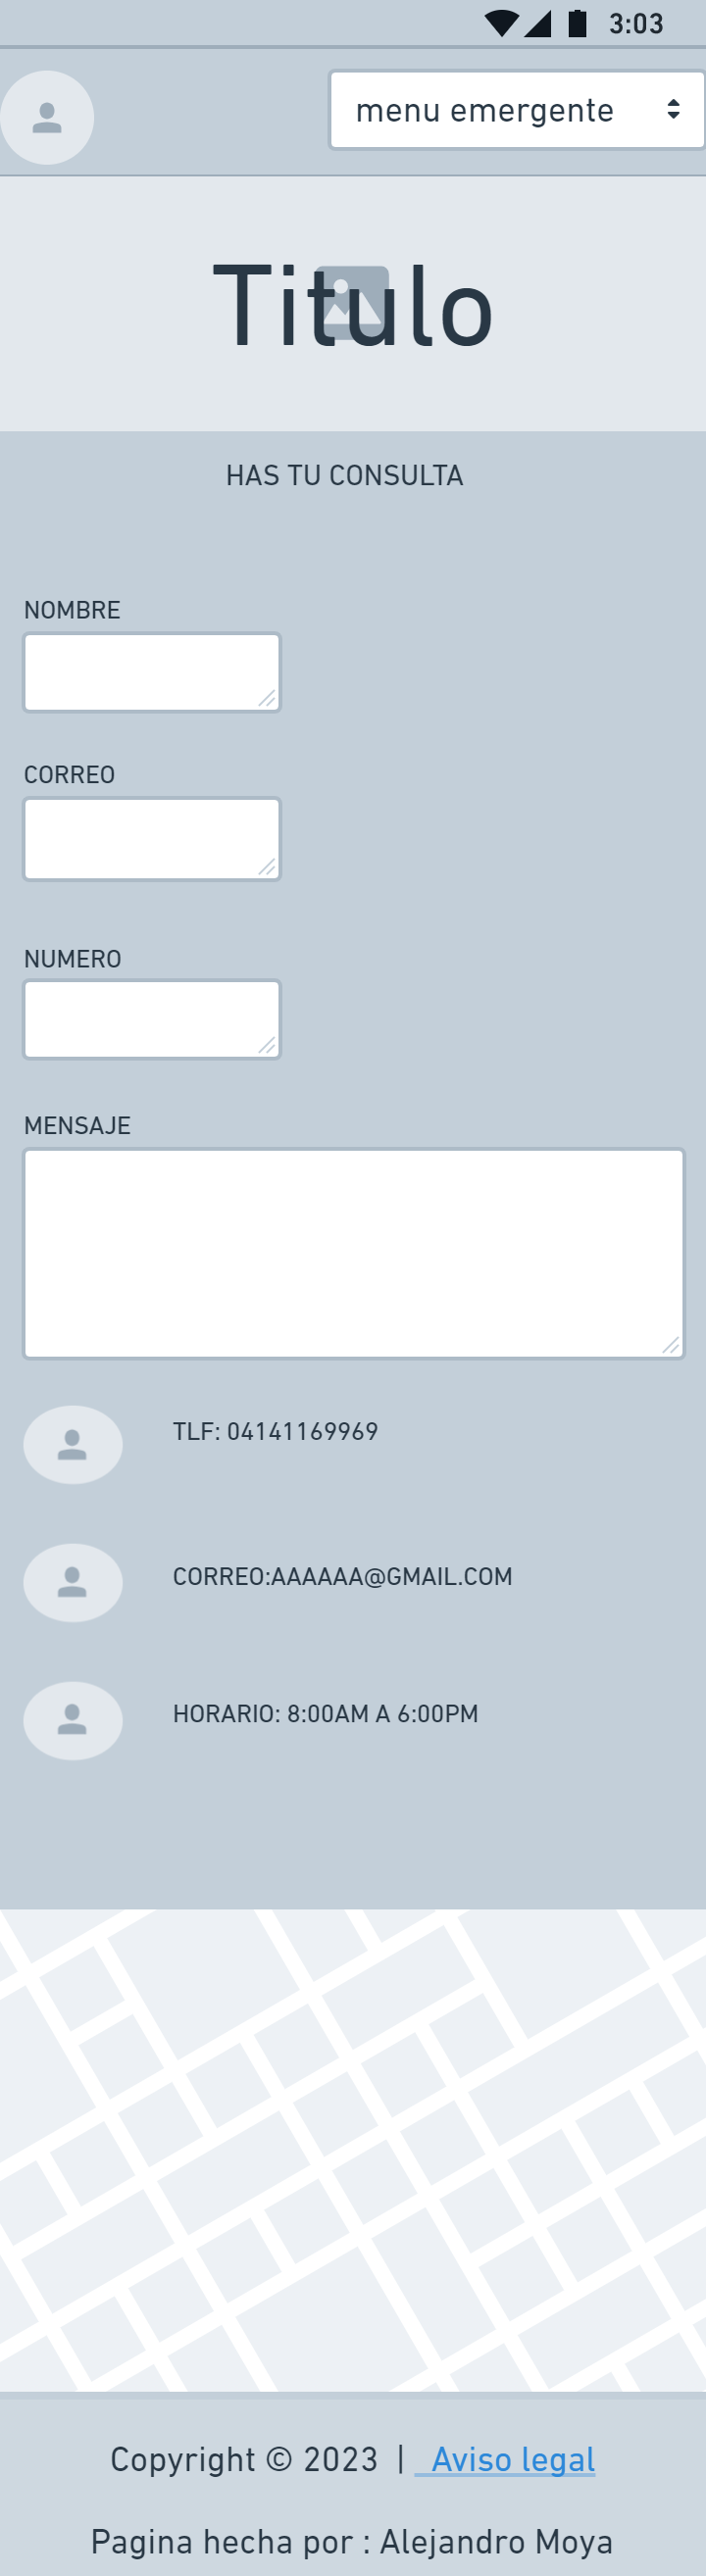 3:03
menu emergente
Titulo
HAS TU CONSULTA
NOMBRE
CORREO
NUMERO
MENSAJE
TLF: 04141169969
CORREO:AAAAAA@GMAIL.COM
HORARIO: 8:00AM A 6:00PM
Copyright © 2023 | Aviso legal
Pagina hecha por : Alejandro Moya